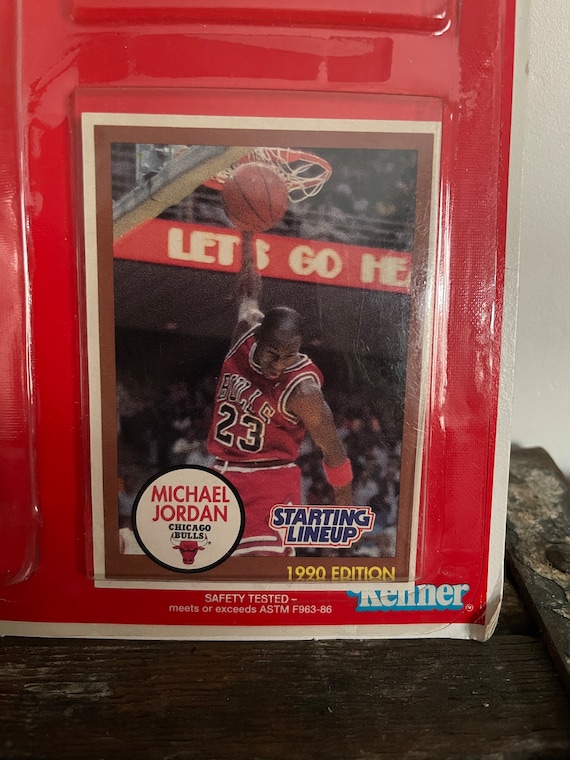 LET'S GO HEA
BULLS
23
MICHAEL
JORDAN
CHICAGO
BULLS
STARTING
LINEUP
1990 EDITION
Kenner
SAFETY TESTED –
meets or exceeds ASTM F963-86